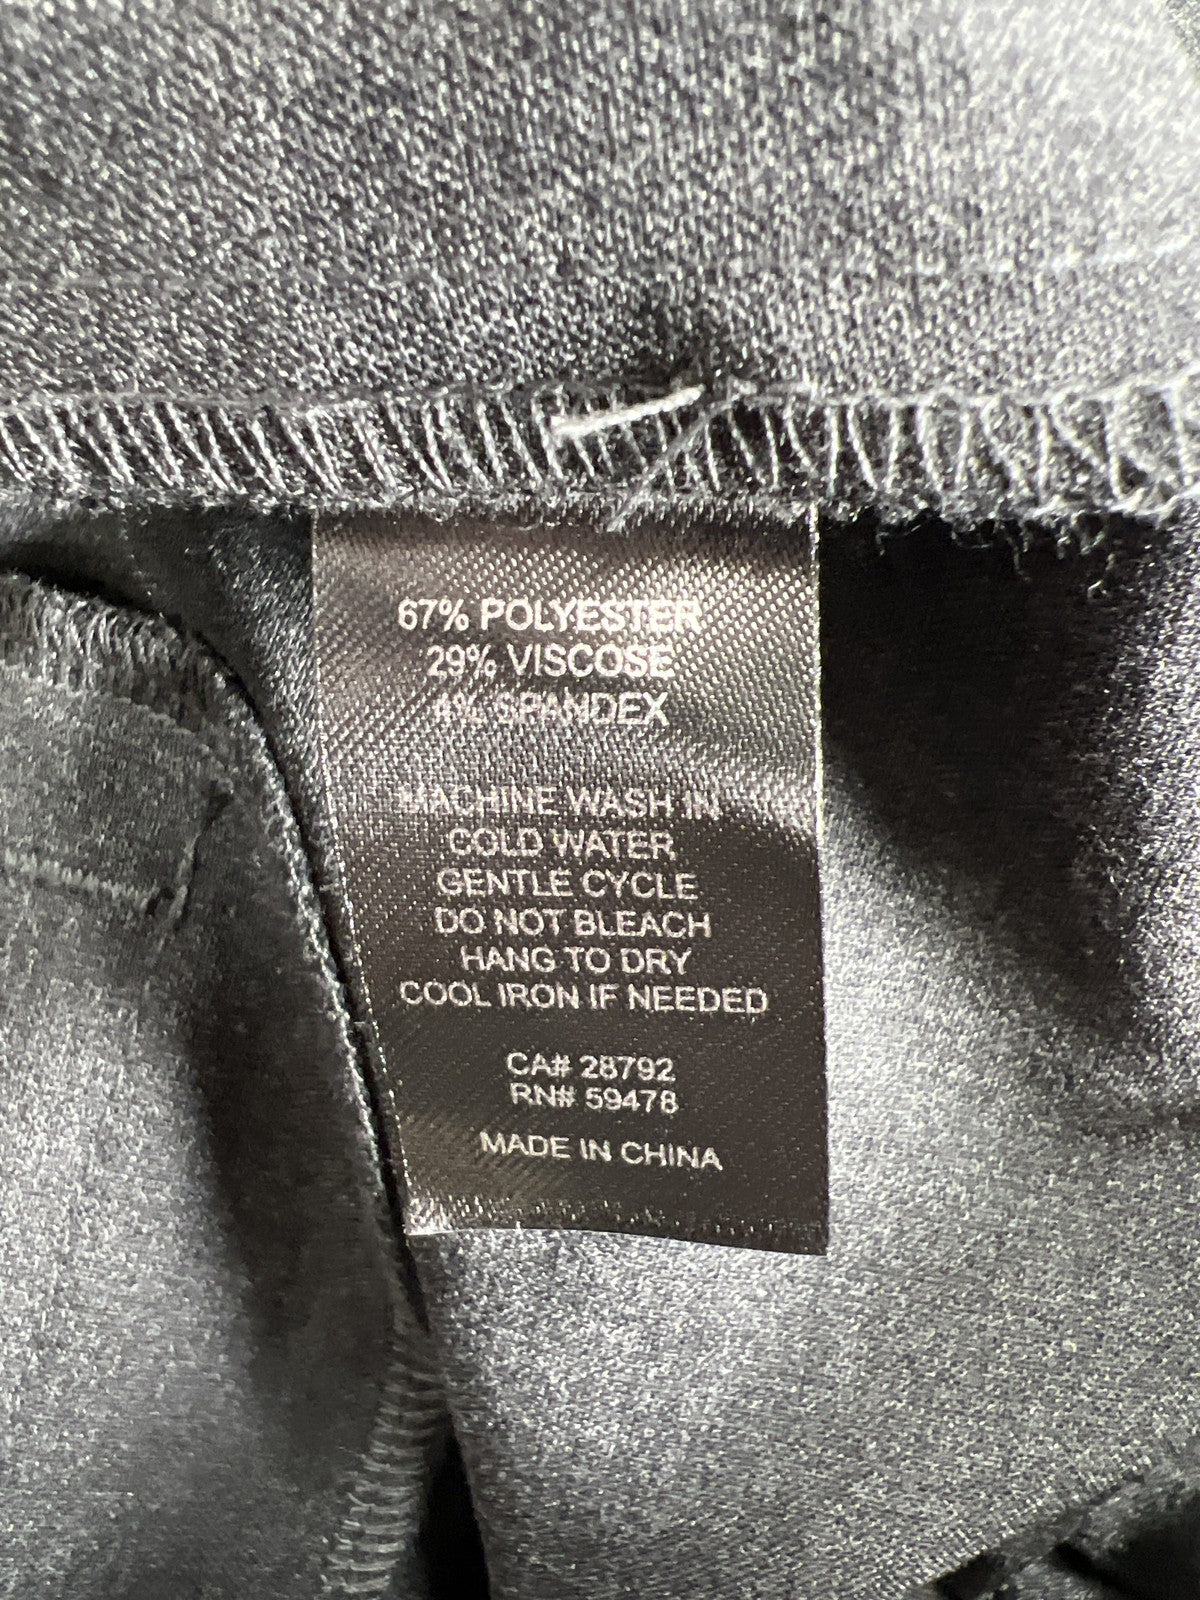 67% POLYESTER
29% VISCOSE
4% SPANDEX
MACHINE WASH IN
COLD WATER
GENTLE CYCLE
DO NOT BLEACH
HANG TO DRY
COOL IRON IF NEEDED
CA# 28792
RN# 59478
MADE IN CHINA